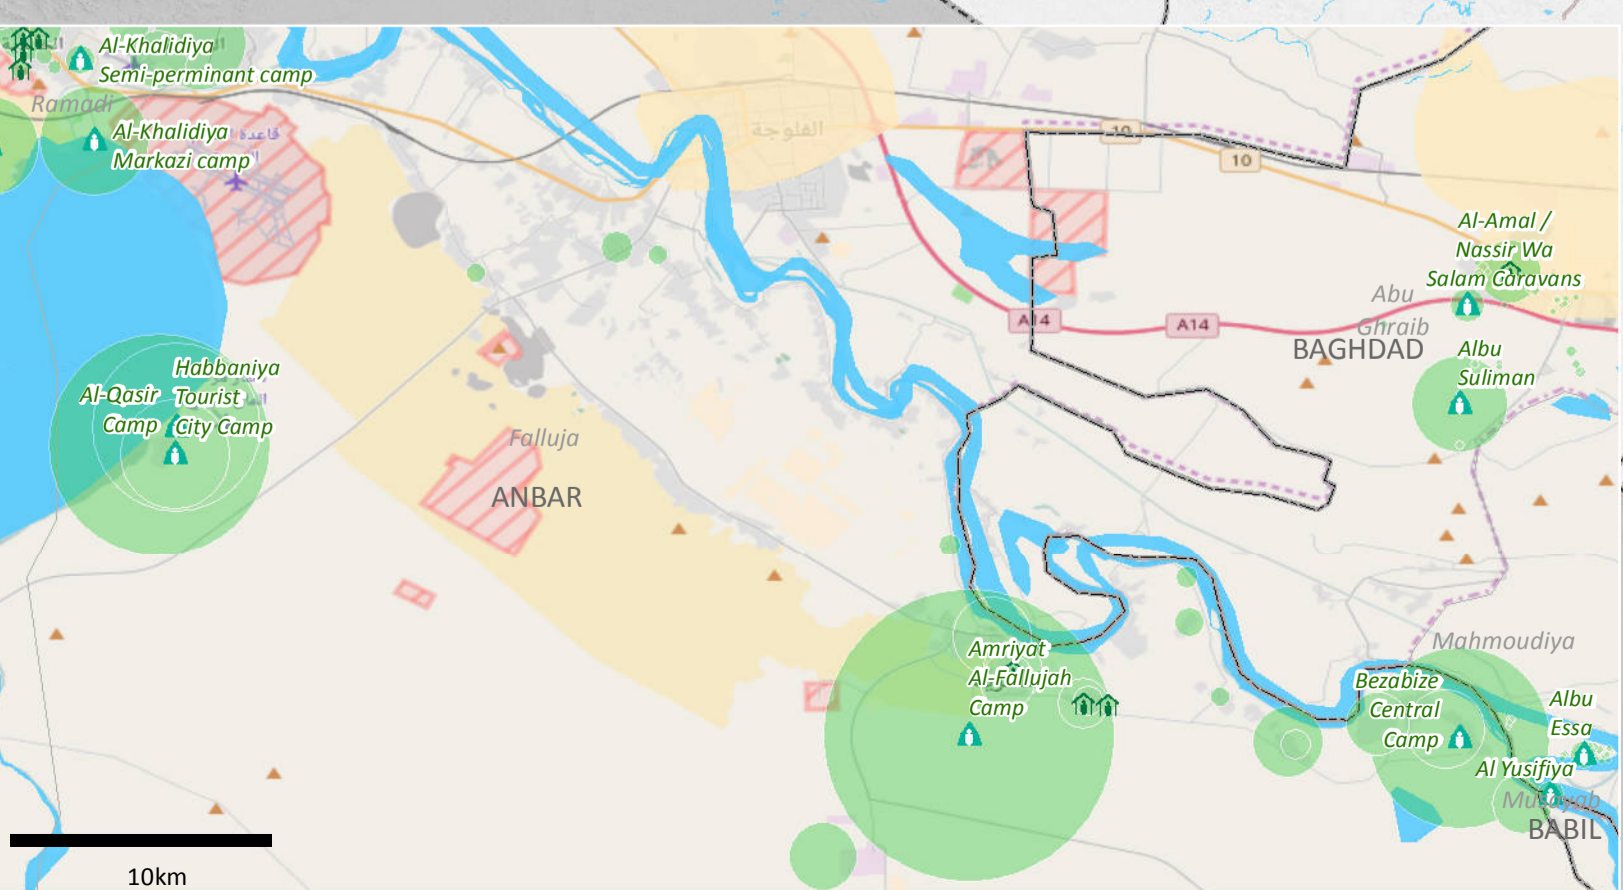 Al-Khalidiya
Semi-perminant camp
Ramadi
Al-Khalidiya
Markazi camp
قاعدة
الفلوجة
10
10
Al-Amal /
Nassir Wa
Salam Caravans
Abu
Ghraib
BAGHDAD
A14
A14
Albu
Suliman
Habbaniya
Tourist
City Camp
Al-Qasir
Camp
Falluja
ANBAR
Amriyat
Al-Fallujah
Camp
Mahmoudiya
Bezabize
Central
Camp
Albu
Essa
Al Yusifiya
Musayab
BABIL
10km